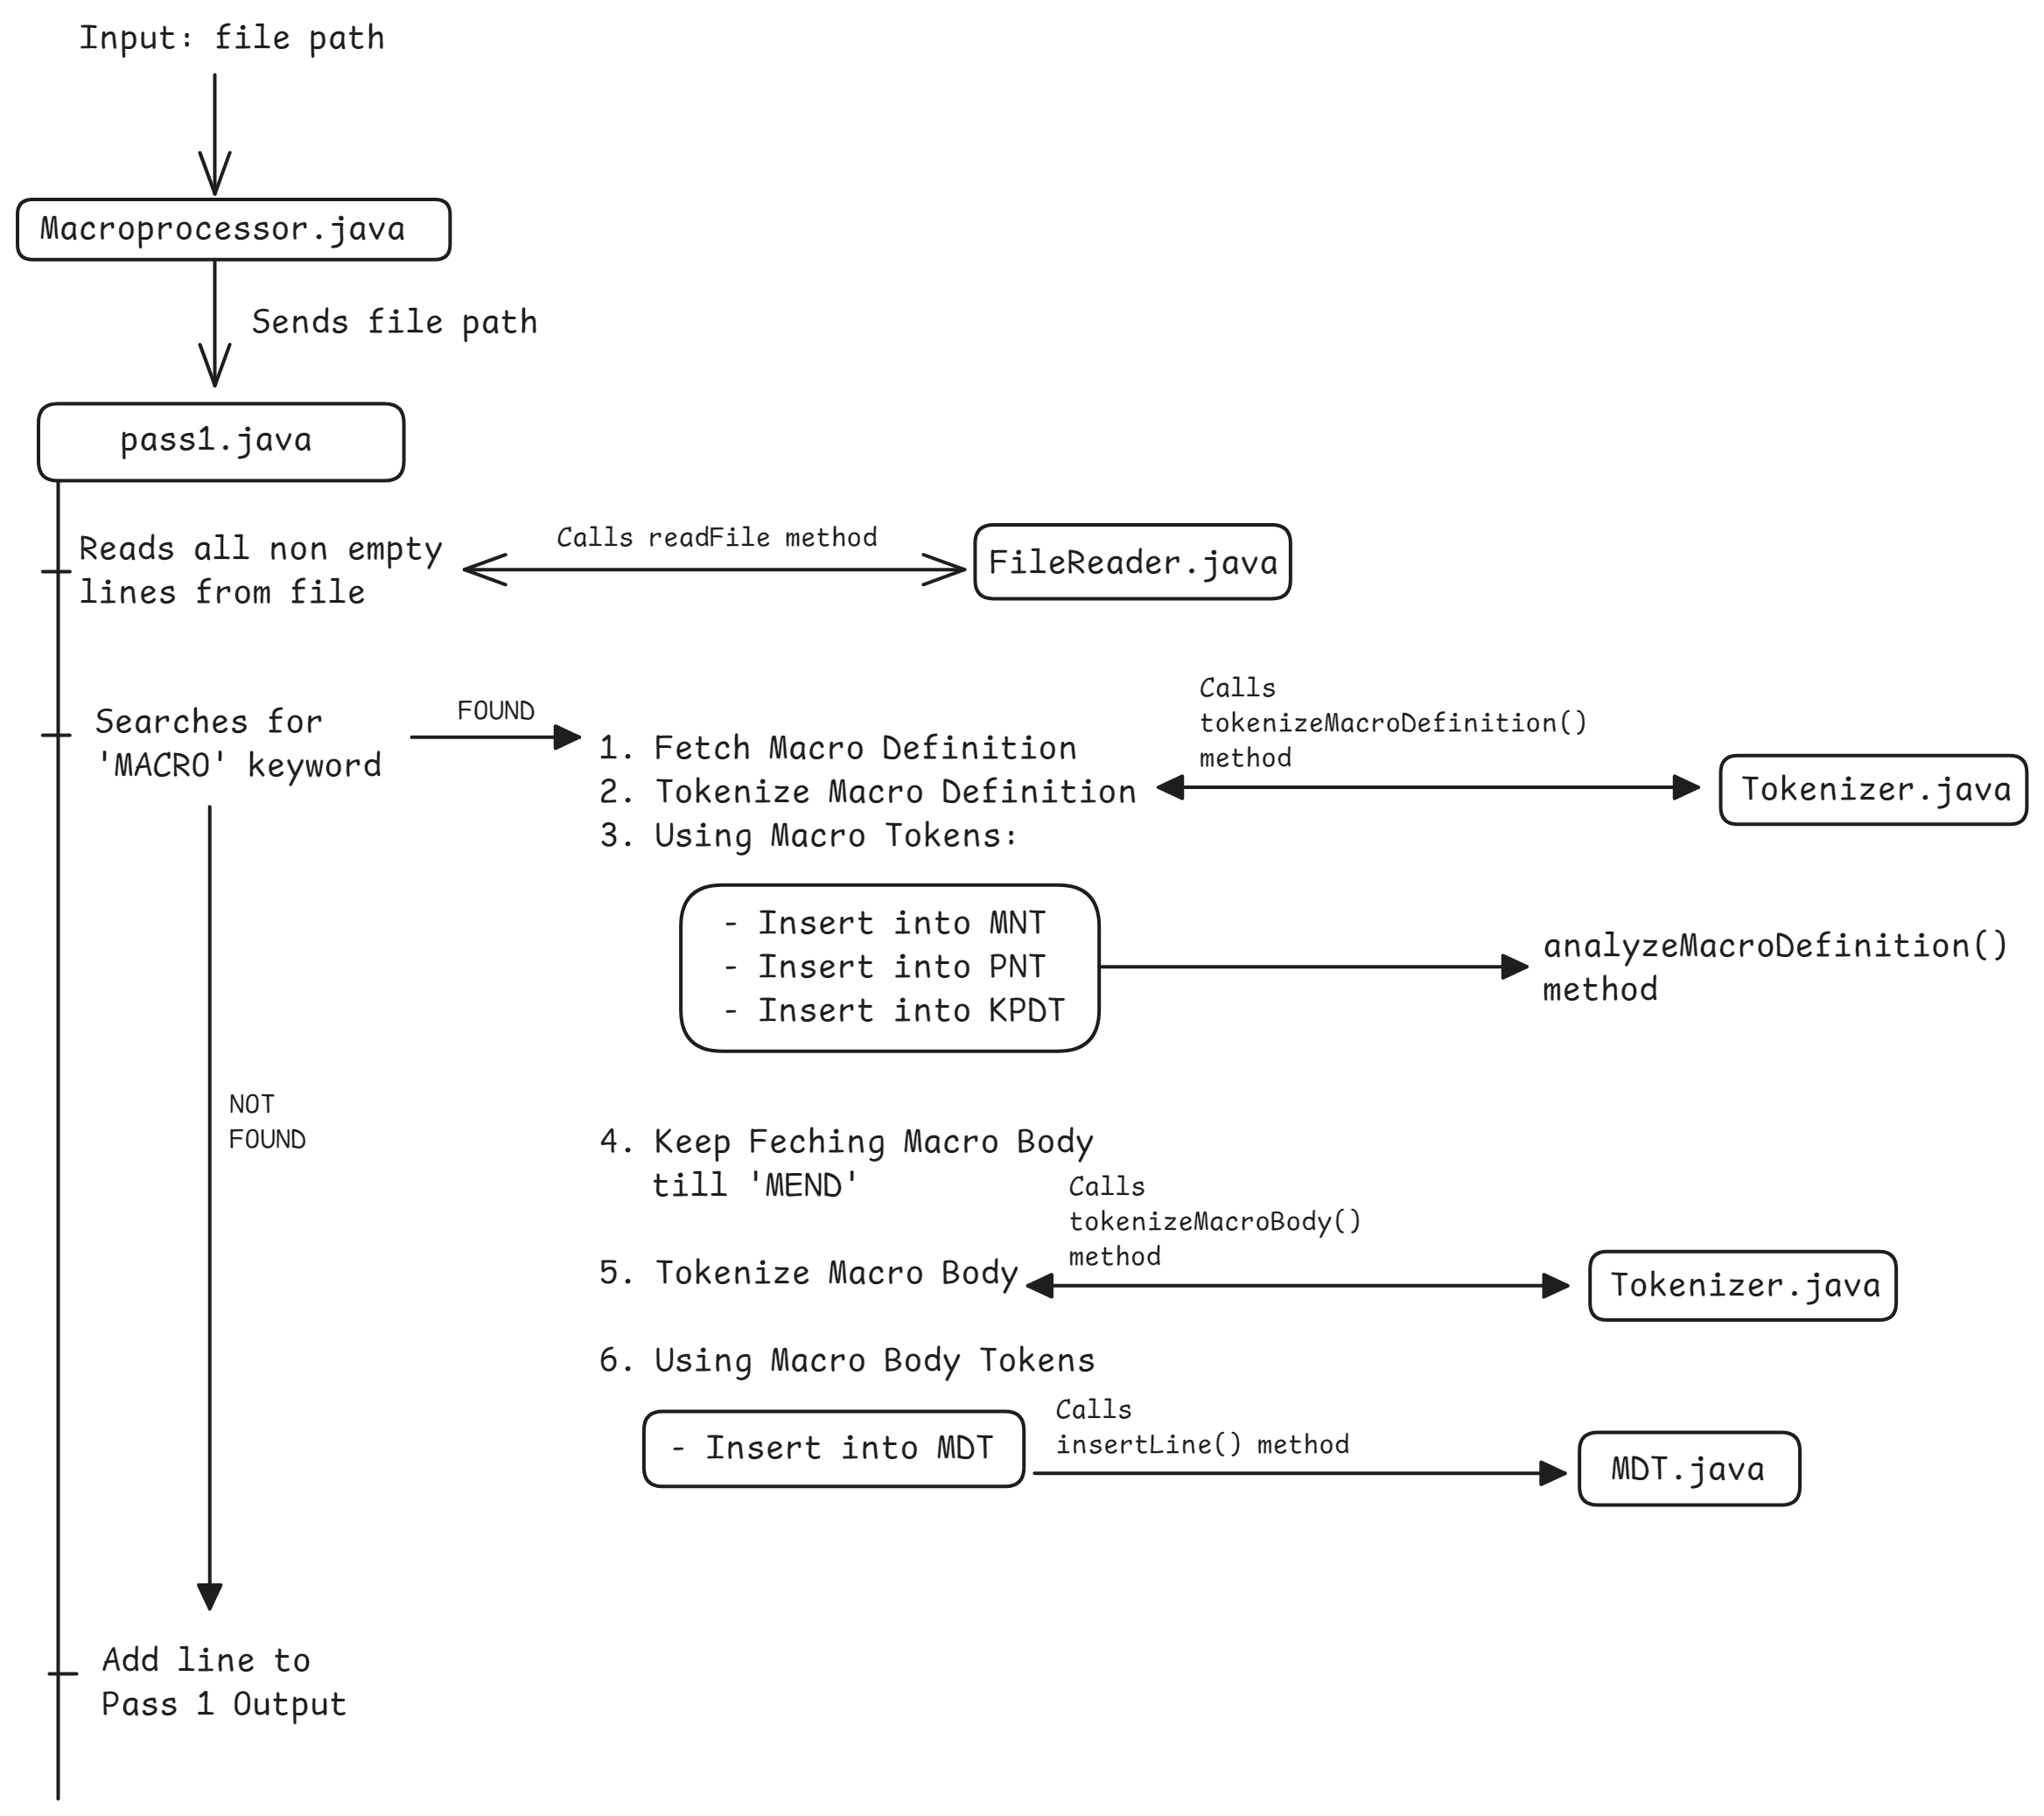 Input: file path
Macroprocessor.java
Sends file path
pass1.java
Reads all non empty
lines from file
Calls readFile method
FileReader.java
Searches for
'MACRO' keyword
FOUND
1. Fetch Macro Definition
2. Tokenize Macro Definition
3. Using Macro Tokens:
Calls
tokenizeMacroDefinition()
method
Tokenizer.java
- Insert into MNT
- Insert into PNT
- Insert into KPDT
analyzeMacroDefinition()
method
NOT
FOUND
4. Keep Feching Macro Body
till 'MEND'
5. Tokenize Macro Body
Calls
tokenizeMacroBody()
method
Tokenizer.java
6. Using Macro Body Tokens
- Insert into MDT
Calls
insertLine() method
MDT.java
Add line to
Pass 1 Output